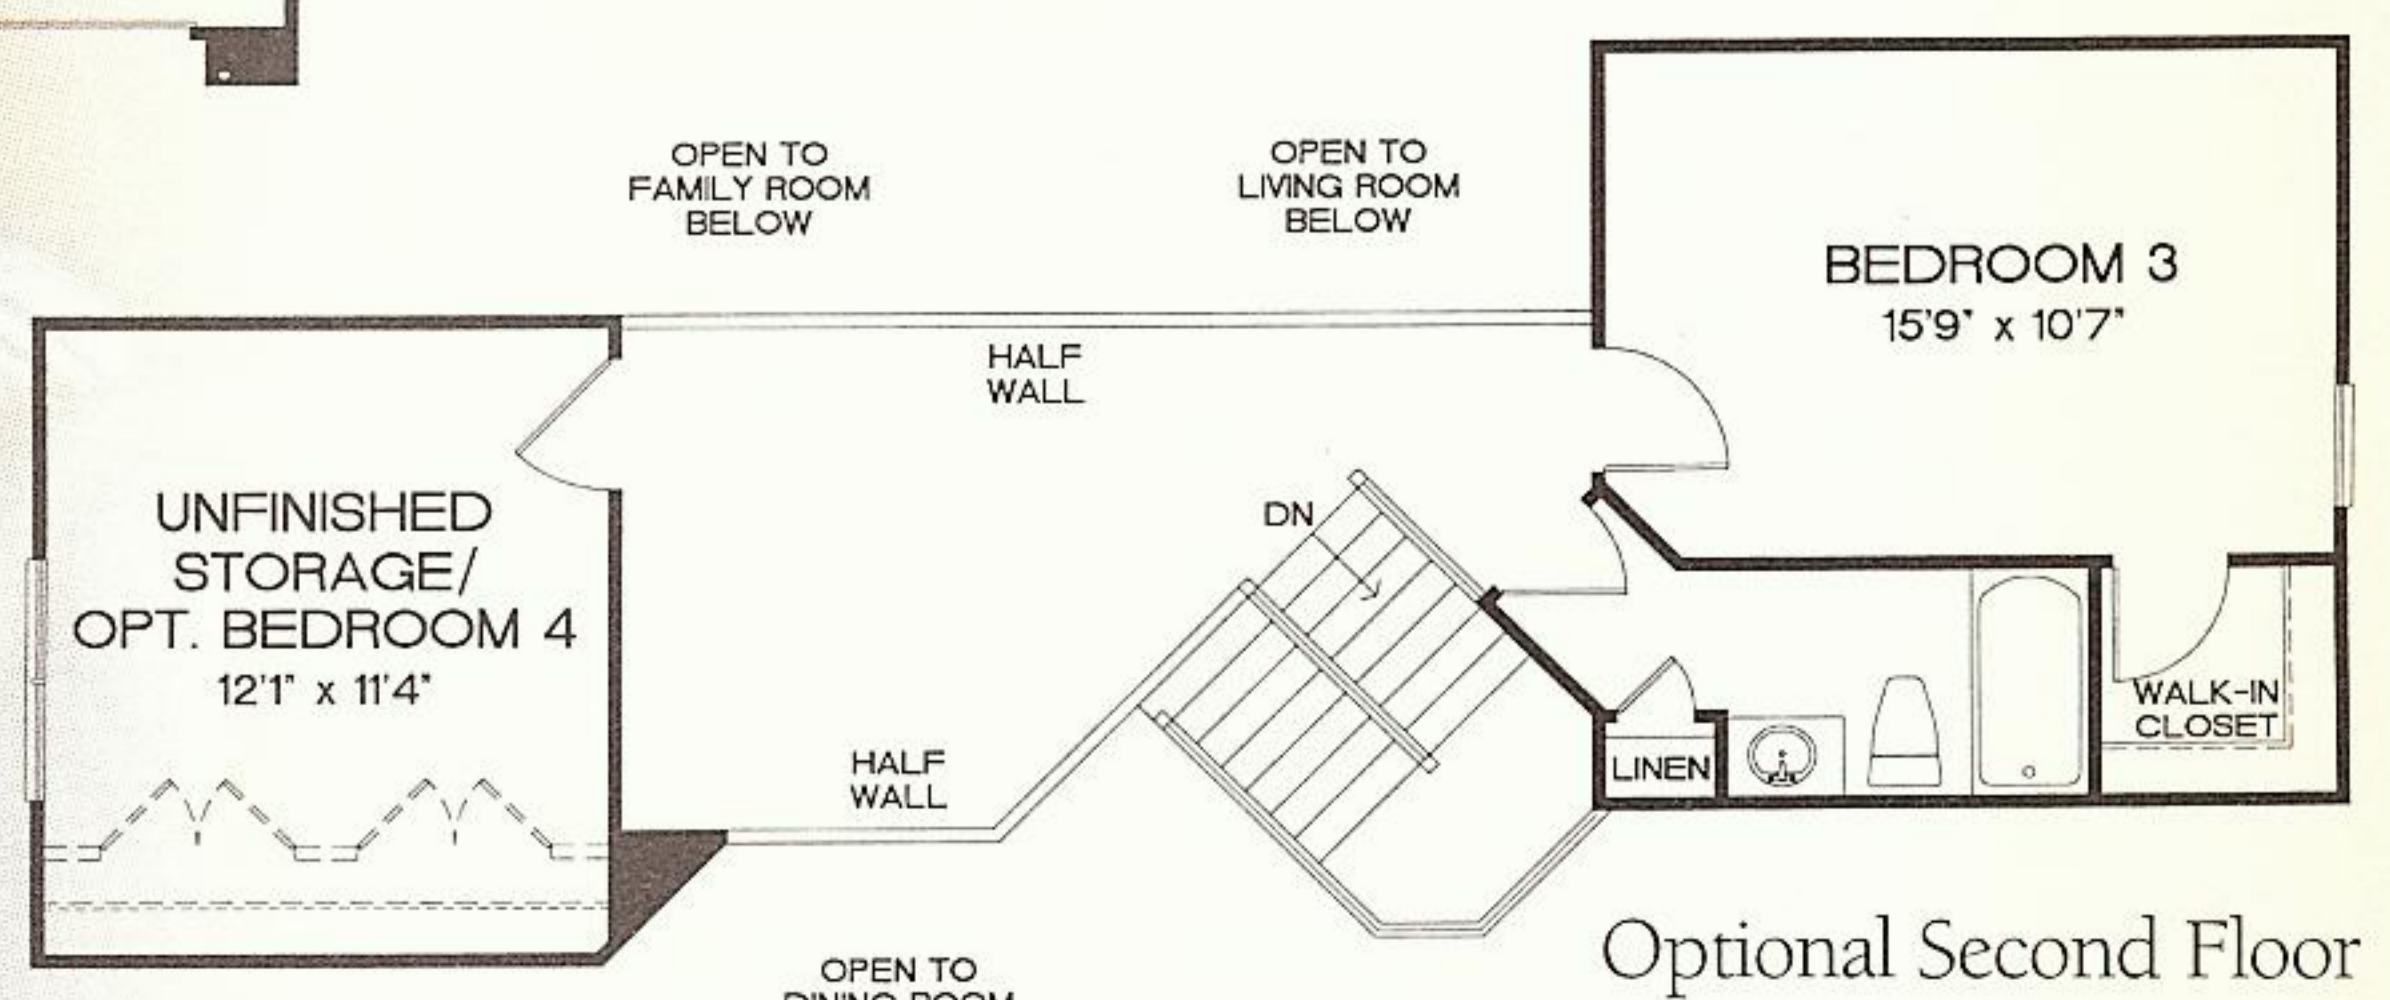 OPEN TO
FAMILY ROOM
BELOW
OPEN TO
LIVING ROOM
BELOW
BEDROOM 3
15'9" x 10'7"
HALF
WALL
UNFINISHED
STORAGE/
OPT. BEDROOM 4
12'1" x 11'4"
DN
WALK-IN
CLOSET
LINEN
HALF
WALL
OPEN TO
DINING ROOM
Optional Second Floor